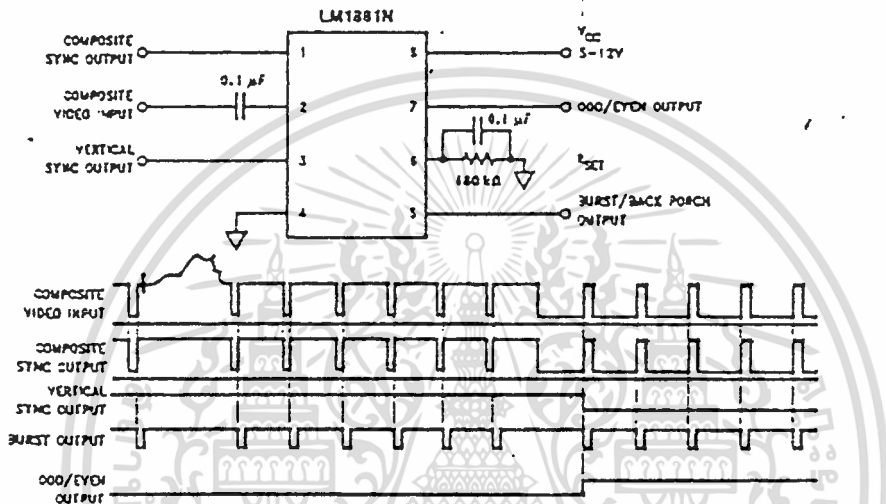 LM1881N
COMPOSITE
SYNC OUTPUT
1
8
VCC
5-12V
0.1 µF
COMPOSITE
VIDEO INPUT
2
7
ODD/EVEN OUTPUT
0.1 µF
VERTICAL
SYNC OUTPUT
3
6
RSET
680 kΩ
4
5
BURST/BACK PORCH
OUTPUT
COMPOSITE
VIDEO INPUT
COMPOSITE
SYNC OUTPUT
VERTICAL
SYNC OUTPUT
BURST OUTPUT
ODD/EVEN
OUTPUT